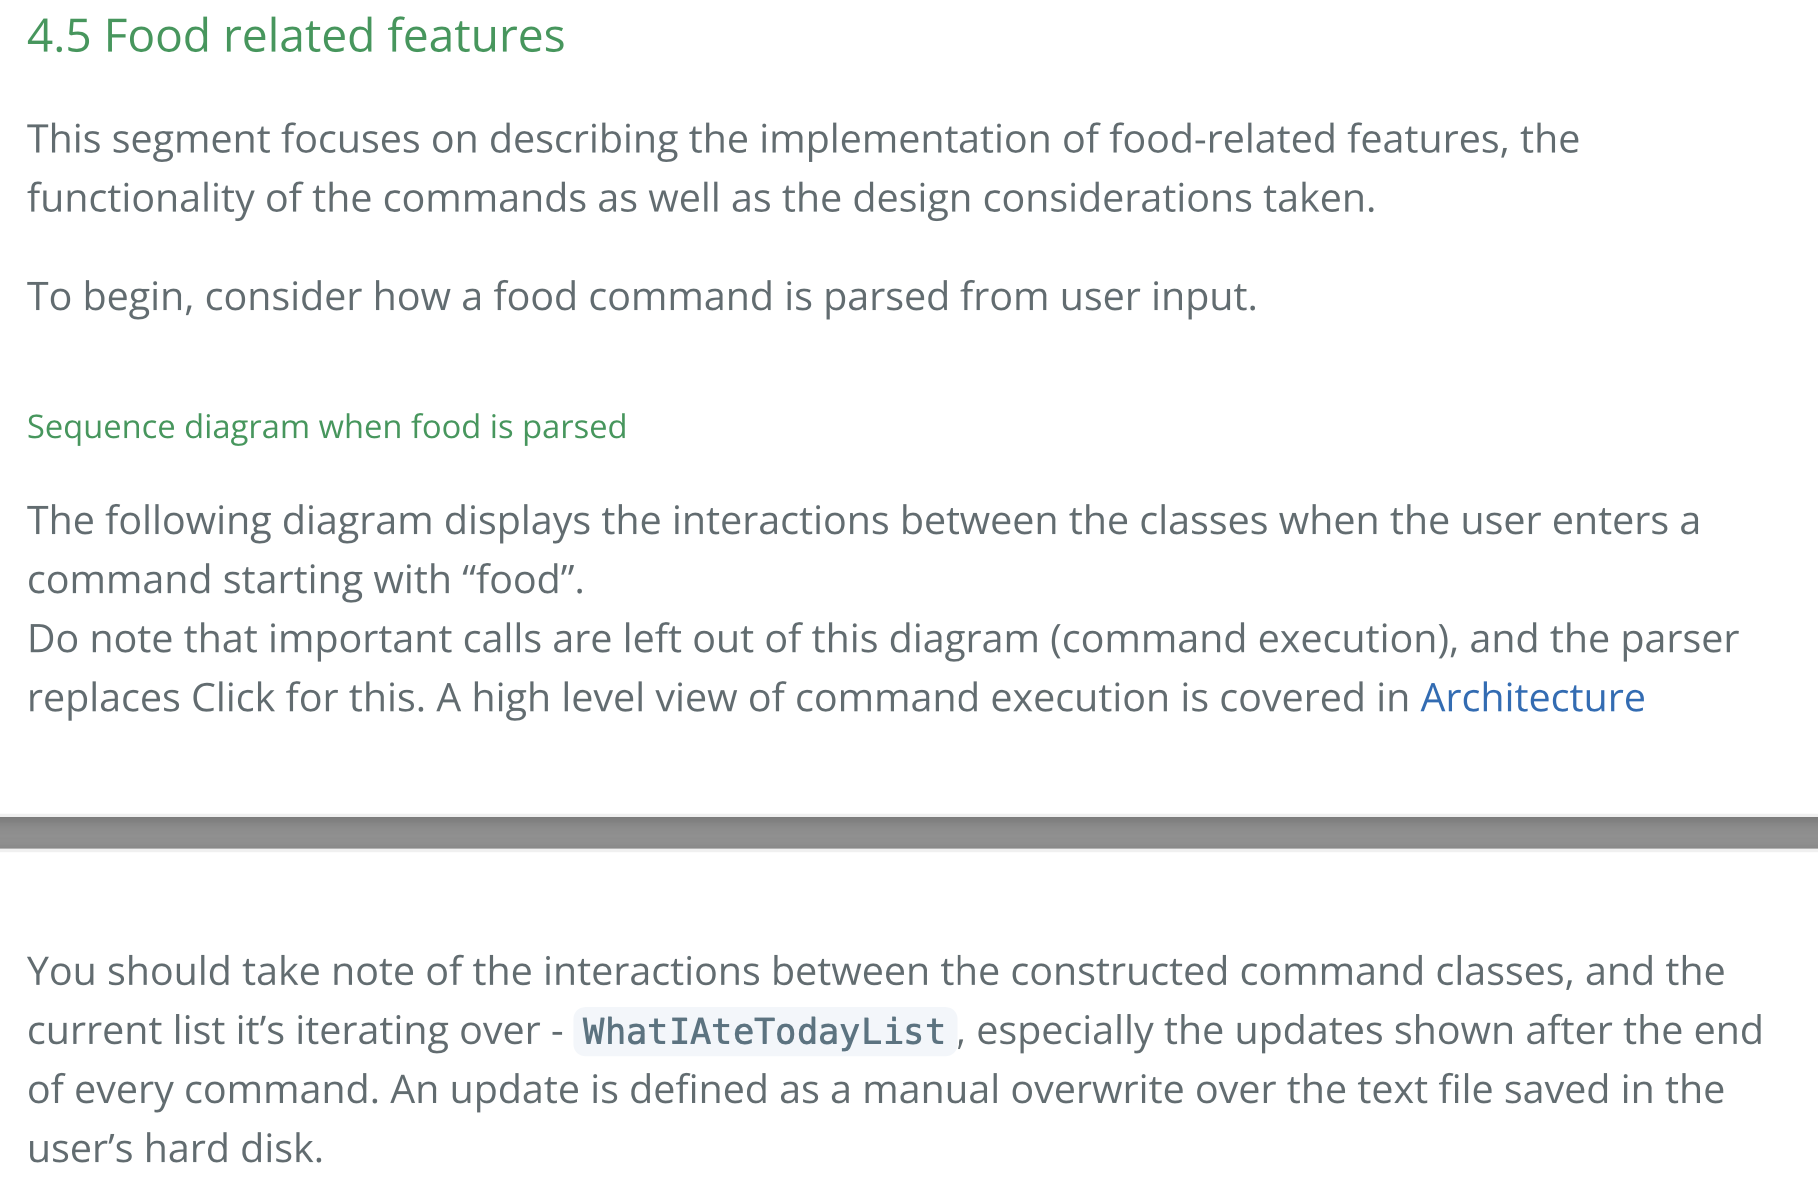 4.5 Food related features
This segment focuses on describing the implementation of food-related features, the
functionality of the commands as well as the design considerations taken.
To begin, consider how a food command is parsed from user input.
Sequence diagram when food is parsed
The following diagram displays the interactions between the classes when the user enters a
command starting with “food”.
Do note that important calls are left out of this diagram (command execution), and the parser
replaces Click for this. A high level view of command execution is covered in Architecture
You should take note of the interactions between the constructed command classes, and the
current list it’s iterating over - WhatIAteTodayList, especially the updates shown after the end
of every command. An update is defined as a manual overwrite over the text file saved in the
user’s hard disk.